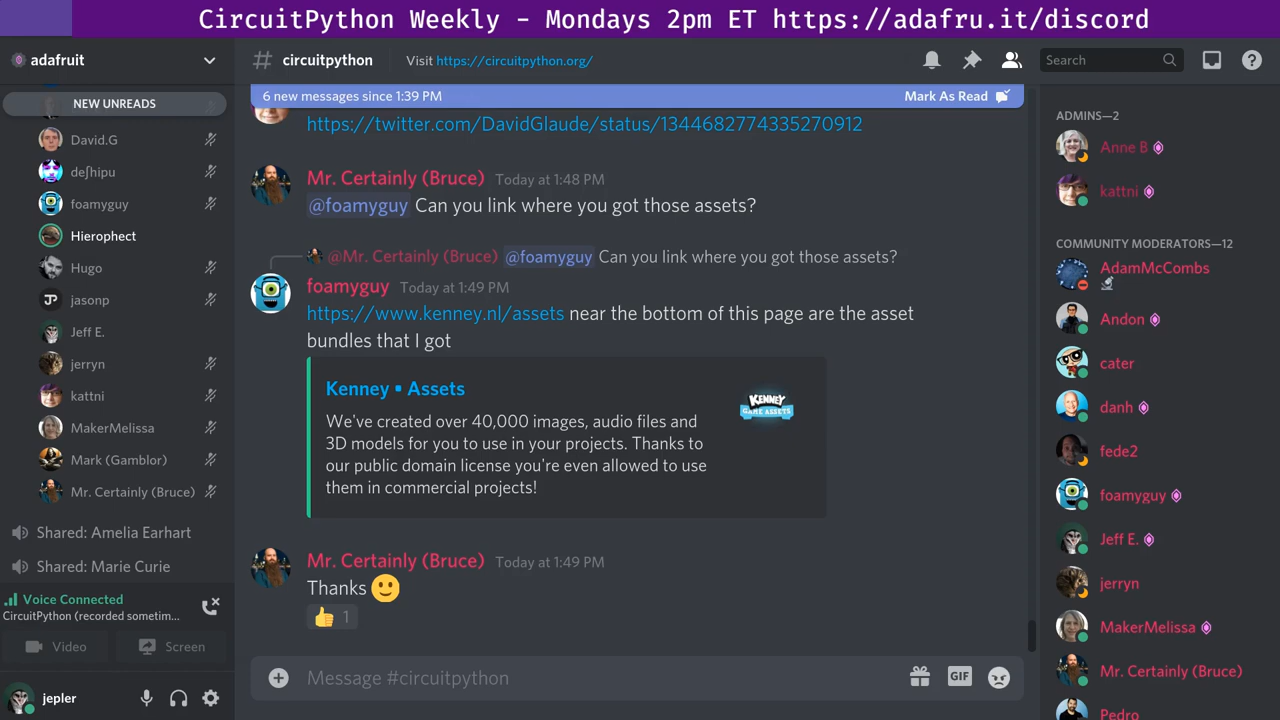 CircuitPython Weekly - Mondays 2pm ET https://adafru.it/discord
adafruit
# circuitpython
Visit https://circuitpython.org/
Search
NEW UNREADS
David.G
deʃhipu
foamyguy
Hierophect
Hugo
jasonp
Jeff E.
jerryn
kattni
MakerMelissa
Mark (Gamblor)
Mr. Certainly (Bruce)
Shared: Amelia Earhart
Shared: Marie Curie
Voice Connected
CircuitPython (recorded sometim...
Video
Screen
jepler
6 new messages since 1:39 PM
Mark As Read
https://twitter.com/DavidGlaude/status/1344682774335270912
Mr. Certainly (Bruce) Today at 1:48 PM
@foamyguy Can you link where you got those assets?
@Mr. Certainly (Bruce) @foamyguy Can you link where you got those assets?
foamyguy Today at 1:49 PM
https://www.kenney.nl/assets near the bottom of this page are the asset
bundles that I got
Kenney • Assets
We've created over 40,000 images, audio files and
3D models for you to use in your projects. Thanks to
our public domain license you're even allowed to use
them in commercial projects!
KENNEY
GAME ASSETS
Mr. Certainly (Bruce) Today at 1:49 PM
Thanks
1
Message #circuitpython
GIF
ADMINS—2
Anne B
kattni
COMMUNITY MODERATORS—12
AdamMcCombs
Andon
cater
danh
fede2
foamyguy
Jeff E.
jerryn
MakerMelissa
Mr. Certainly (Bruce)
Pedro